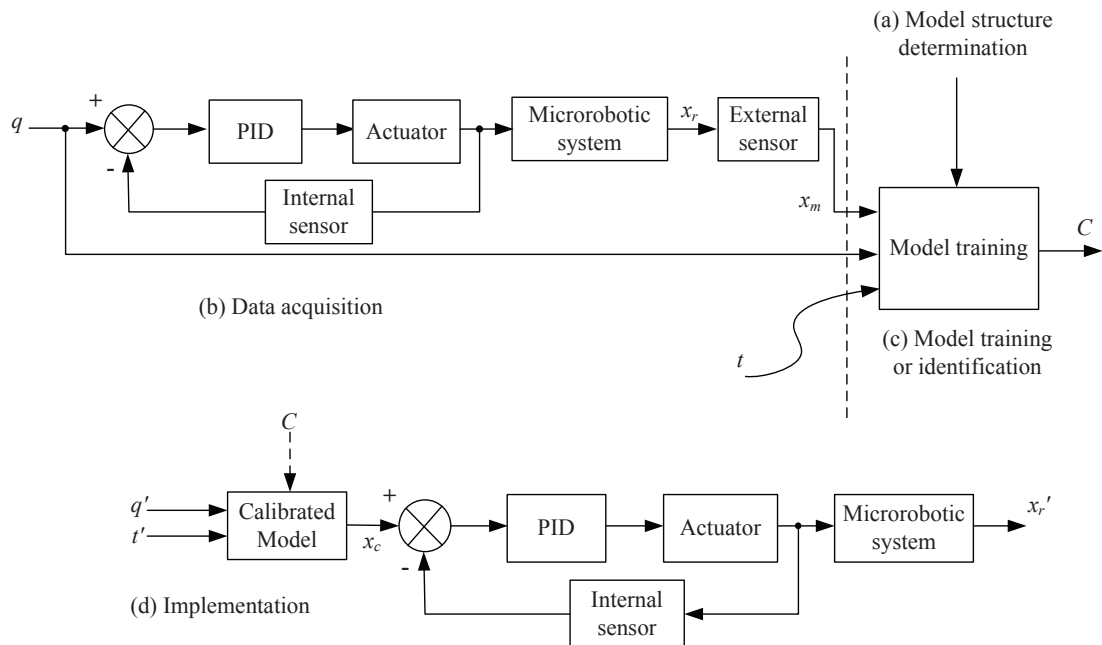 (a) Model structure
determination
q
+
-
PID
Actuator
Internal
sensor
Microrobotic
system
x_r
External
sensor
x_m
Model training
C
(b) Data acquisition
t
(c) Model training
or identification
C
q'
t'
Calibrated
Model
x_c
+
-
PID
Actuator
Internal
sensor
Microrobotic
system
x_r'
(d) Implementation